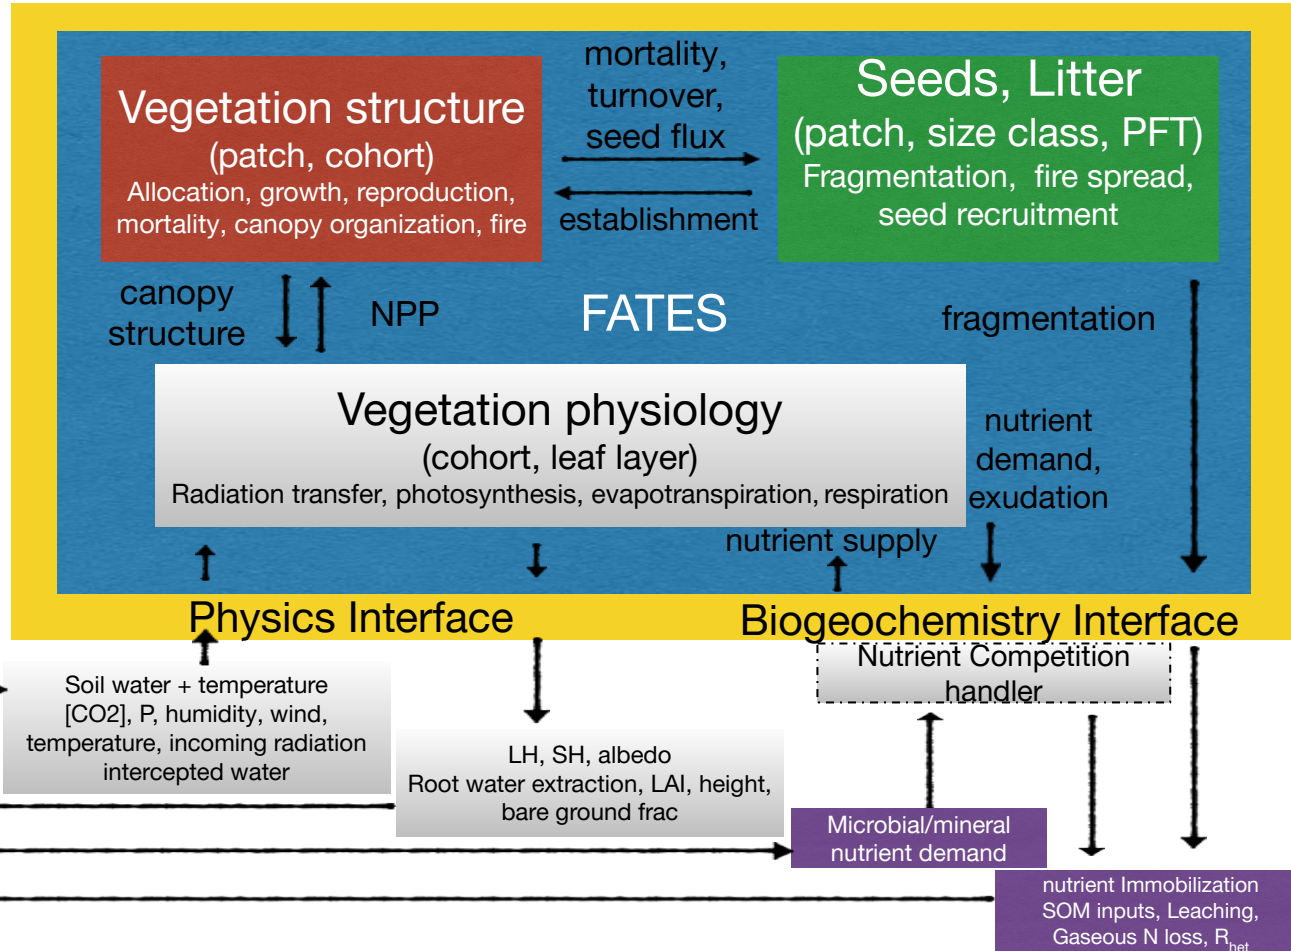 mortality,
turnover,
seed flux
Vegetation structure
(patch, cohort)
Allocation, growth, reproduction,
mortality, canopy organization, fire
Seeds, Litter
(patch, size class, PFT)
Fragmentation, fire spread,
seed recruitment
establishment
canopy
structure
NPP
FATES
fragmentation
Vegetation physiology
(cohort, leaf layer)
Radiation transfer, photosynthesis, evapotranspiration, respiration
nutrient
demand,
exudation
nutrient supply
Physics Interface
Biogeochemistry Interface
Nutrient Competition
handler
Soil water + temperature
[CO2], P, humidity, wind,
temperature, incoming radiation
intercepted water
LH, SH, albedo
Root water extraction, LAI, height,
bare ground frac
Microbial/mineral
nutrient demand
nutrient Immobilization
SOM inputs, Leaching,
Gaseous N loss, Rhet